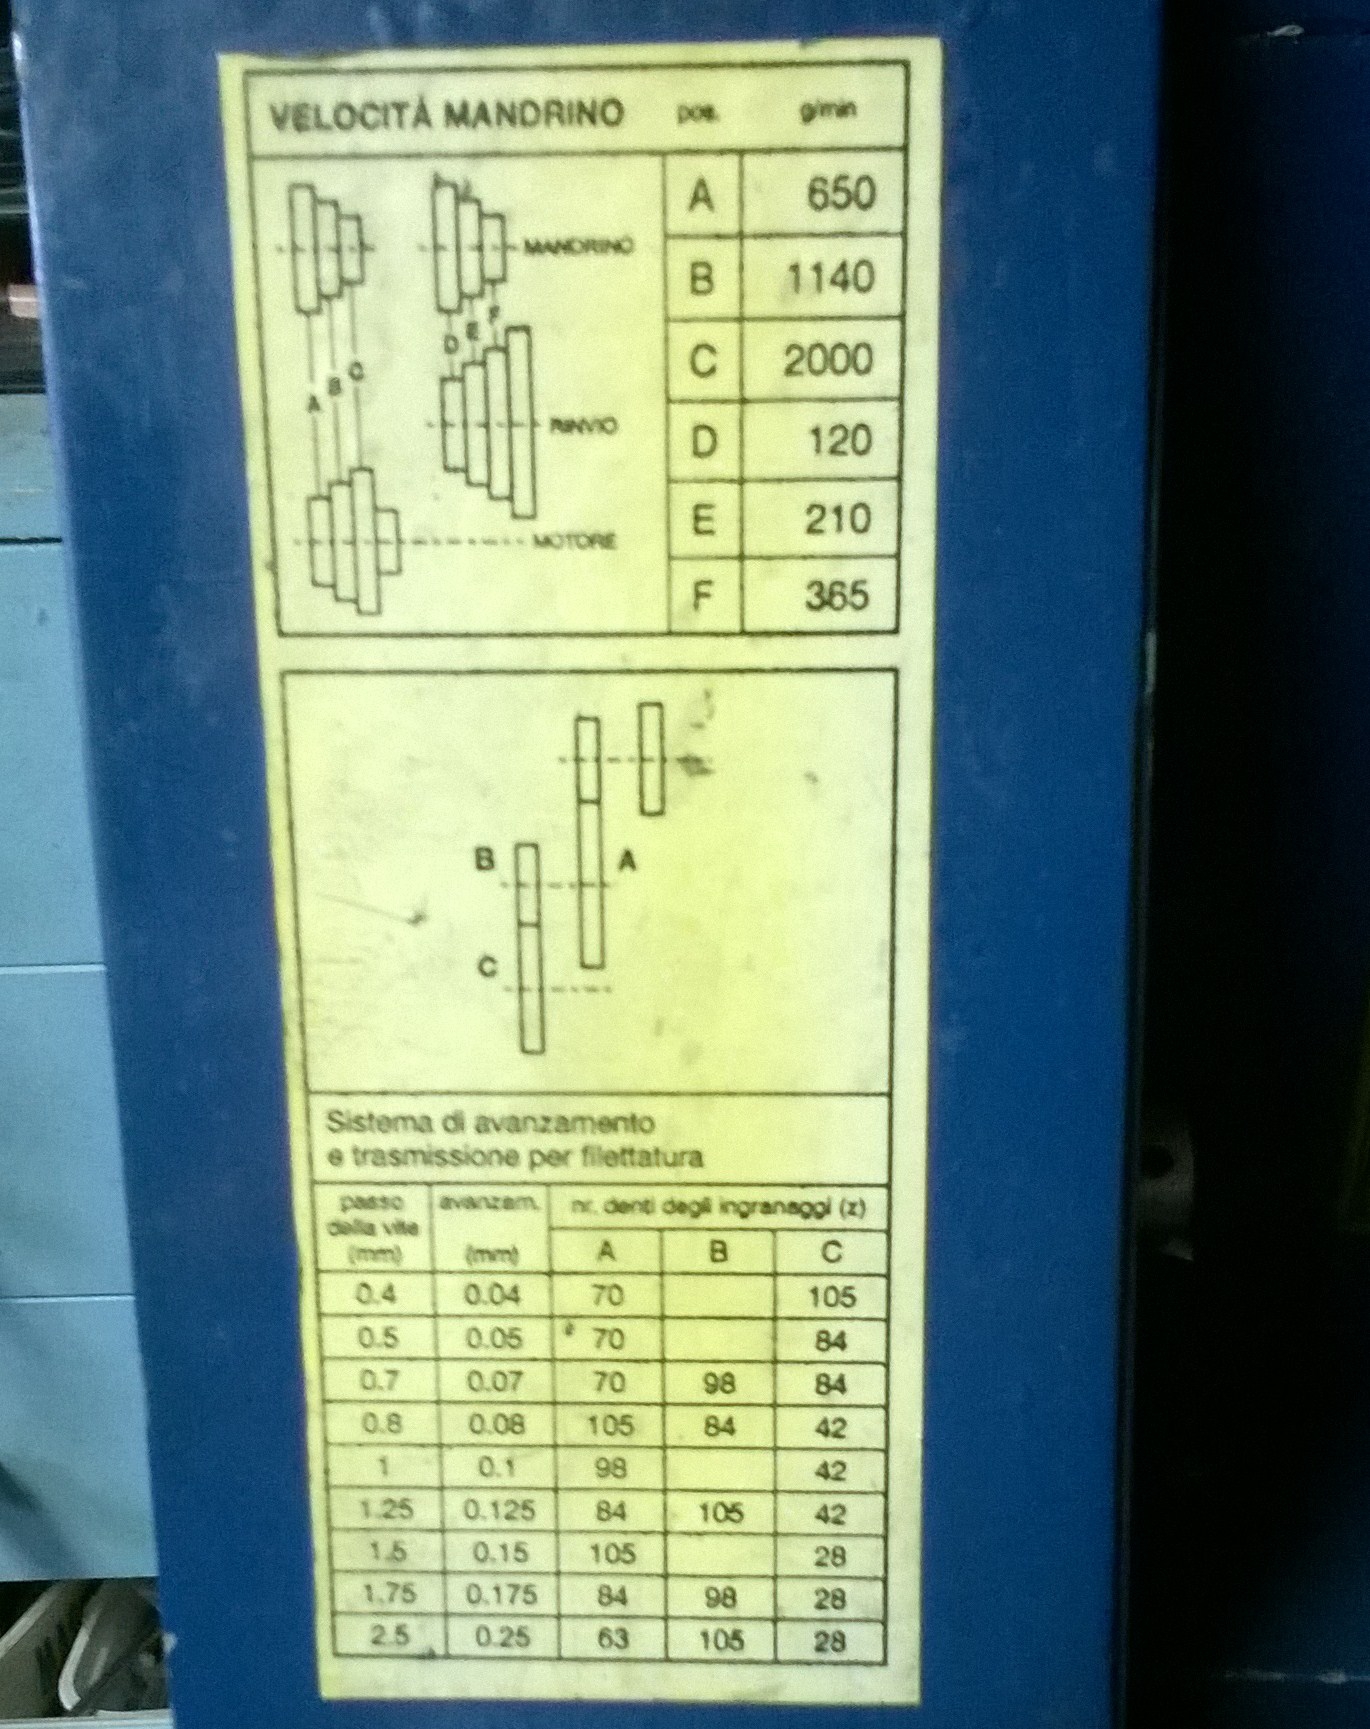 VELOCITÀ MANDRINO pos. g/min
A 650
B 1140
C 2000
D 120
E 210
F 365
MANDRINO
D E F
A B C
RINVIO
MOTORE
B A
C
Sistema di avanzamento
e trasmissione per filettatura
passo avanzam. nr. denti degli ingranaggi (z)
della vite
(mm) (mm) A B C
0.4 0.04 70 105
0.5 0.05 70 84
0.7 0.07 70 98 84
0.8 0.08 105 84 42
1 0.1 98 42
1.25 0.125 84 105 42
1.5 0.15 105 28
1.75 0.175 84 98 28
2.5 0.25 63 105 28